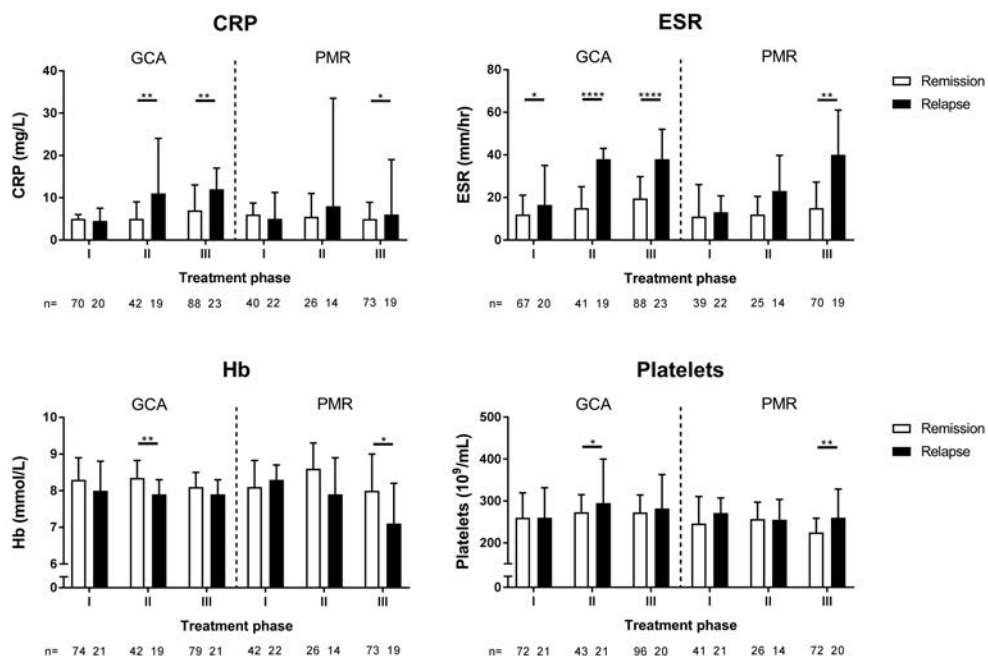 CRP
GCA
PMR
CRP (mg/L)
40
30
20
10
0
** ** *
I II III I II III
Treatment phase
n= 70 20 42 19 88 23 40 22 26 14 73 19
ESR
GCA
PMR
ESR (mm/hr)
80
60
40
20
0
* **** **** **
I II III I II III
Treatment phase
n= 67 20 41 19 88 23 39 22 25 14 70 19
Remission
Relapse
Hb
GCA
PMR
Hb (mmol/L)
10
9
8
7
6
0
** *
I II III I II III
Treatment phase
n= 74 21 42 19 79 21 42 22 26 14 73 19
Platelets
GCA
PMR
Platelets (10⁹/mL)
500
400
300
200
0
* **
I II III I II III
Treatment phase
n= 72 21 43 21 96 20 41 21 26 14 72 20
Remission
Relapse